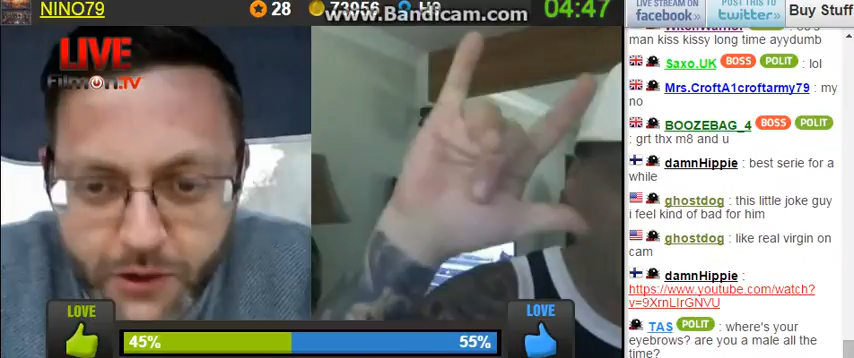 NINO79
28
73956
www.Bandicam.com
04:47
LIVE
FilmOn.TV
LOVE
45%
55%
LOVE
LIVE STREAM ON
facebook
POST THIS TO
twitter
Buy Stuff
man kiss kissy long time ayydumb
Saxo.UK BOSS POLIT : lol
Mrs.CroftA1croftarmy79 : my
no
BOOZEBAG_4 BOSS POLIT
: grt thx m8 and u
damnHippie : best serie for a
while
ghostdog : this little joke guy
i feel kind of bad for him
ghostdog : like real virgin on
cam
damnHippie :
https://www.youtube.com/watch?
v=9XrnLIrGNVU
TAS POLIT : where's your
eyebrows? are you a male all the
time?